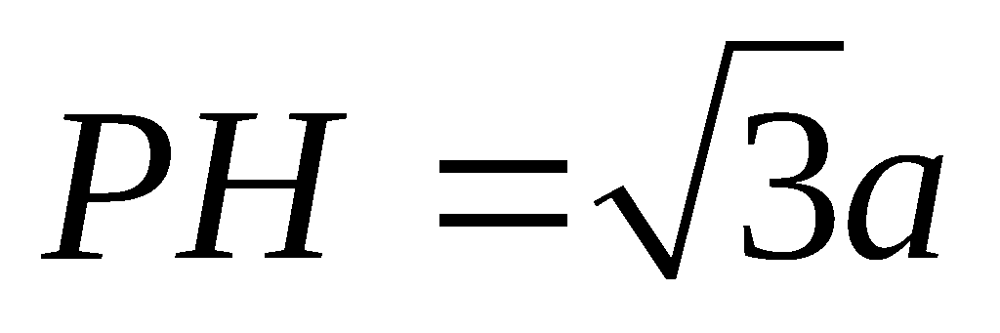 PH = √3a